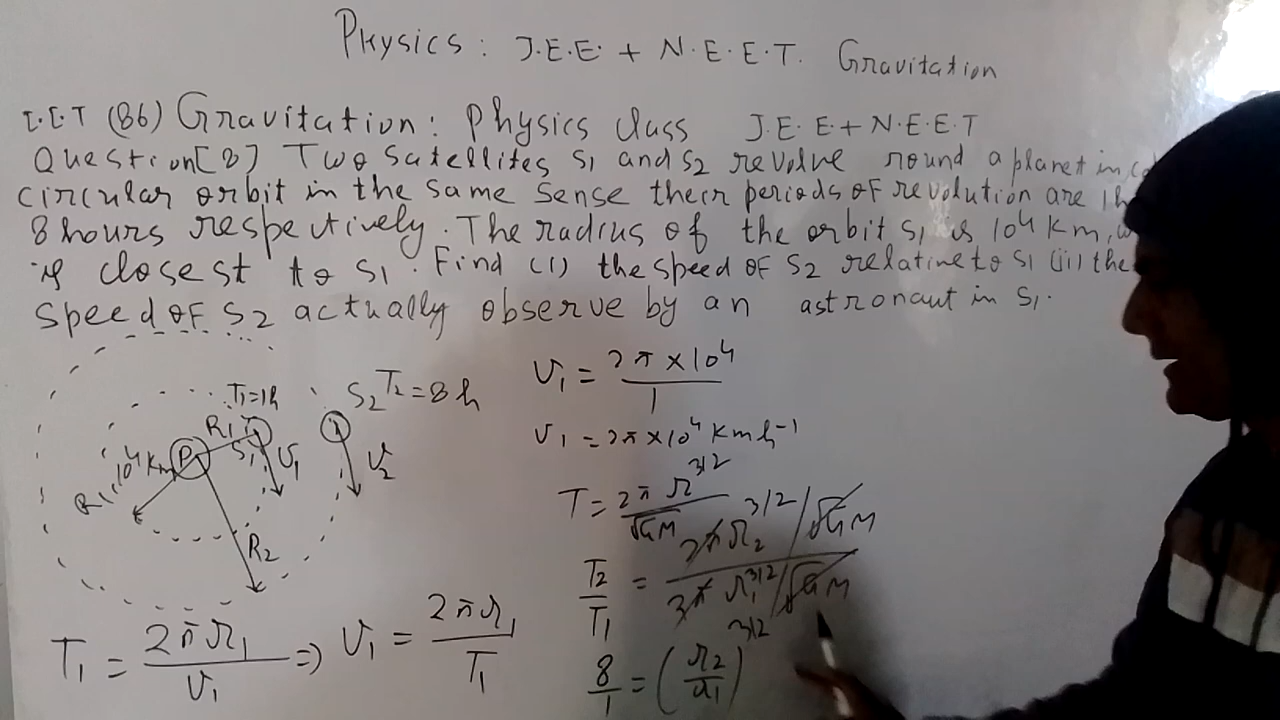 Physics: J.E.E. + N.E.E.T. Gravitation
I.I.T (86) Gravitation: Physics class J.E.E+N.E.E.T
Question[8] Two satellites S1 and S2 revolve round a planet in
circular orbit in the same sense their periods of revolution are 1h
8 hours respectively. The radius of the orbit S1 is 10⁴ Km,
is closest to S1. Find (i) the speed of S2 relative to S1 (ii) the
speed of S2 actually observe by an astronaut in S1.
T1=1h
S2 T2=8h
R1
S1
P
10⁴ Km
R1
R2
V1
V2
V1 = 2π×10⁴/1
V1 = 2π×10⁴ Km h⁻¹
T = 2π r^3/2 / √GM
T2/T1 = 2π r2^3/2/√GM / 2π r1^3/2/√GM
8/1 = (r2/r1)^3/2
T1 = 2πr1/V1 => V1 = 2πr1/T1